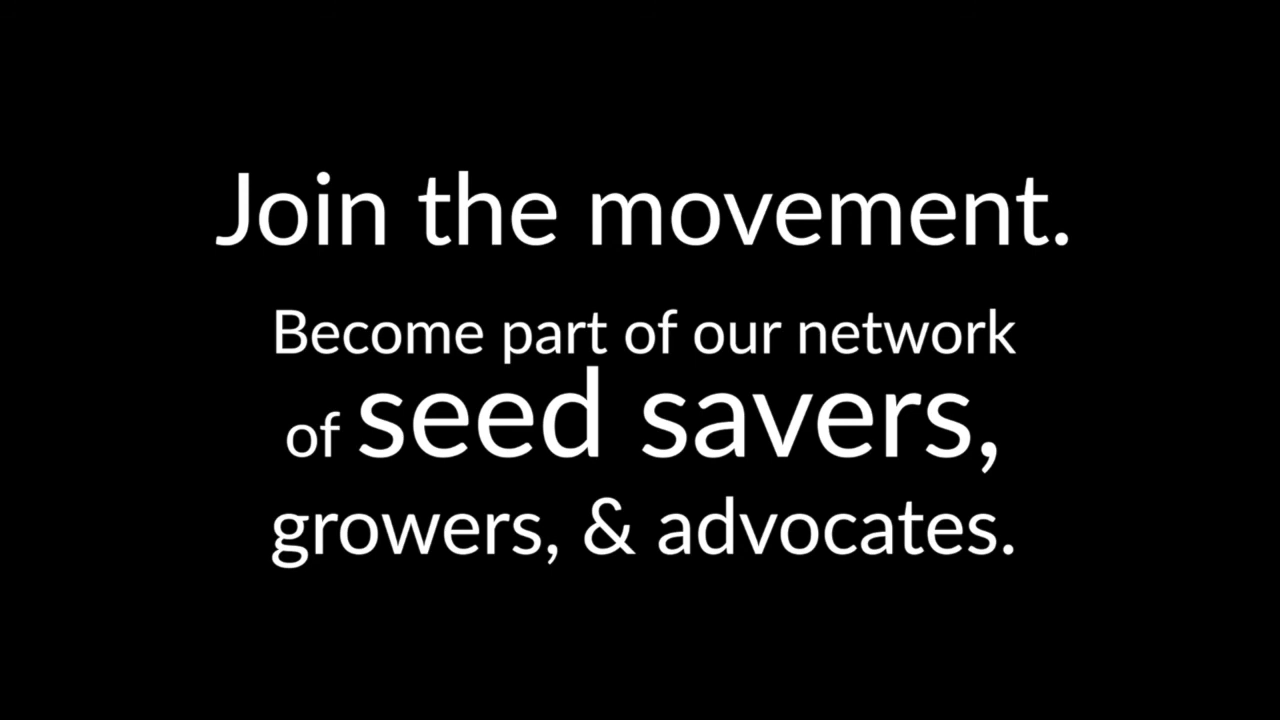 Join the movement.
Become part of our network
of seed savers,
growers, & advocates.